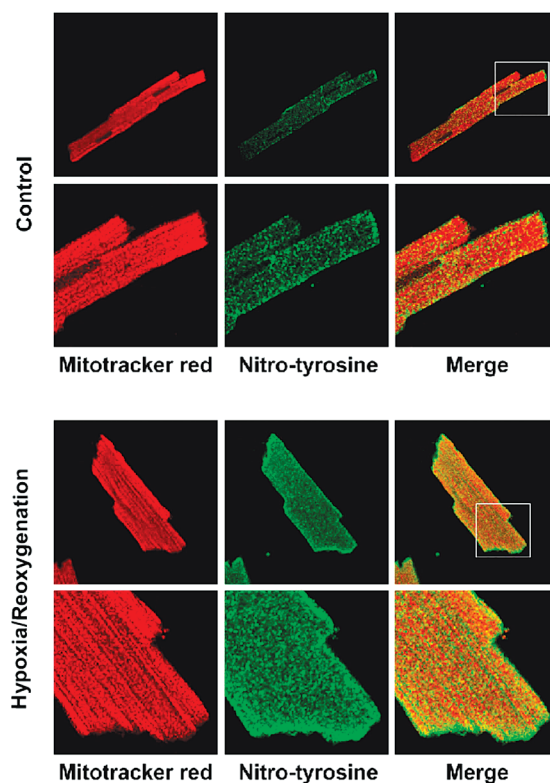 Control
Mitotracker red
Nitro-tyrosine
Merge
Hypoxia/Reoxygenation
Mitotracker red
Nitro-tyrosine
Merge